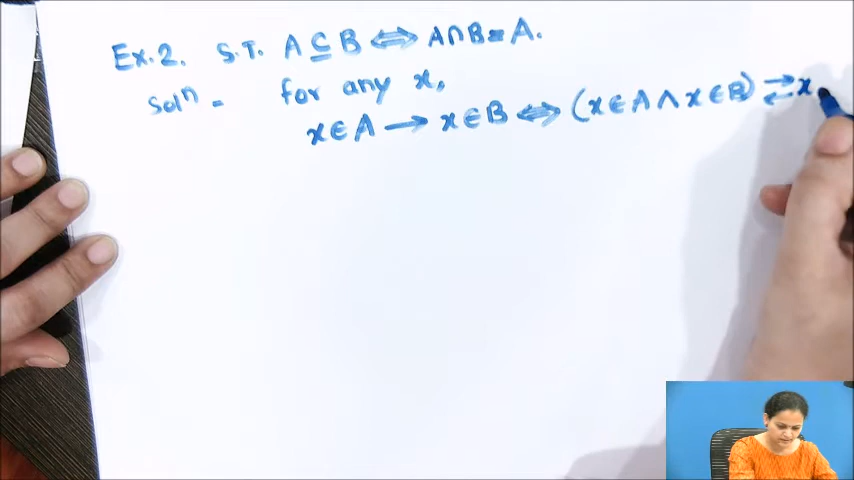 Ex.2. S.T. A ⊆ B ⟺ A∩B = A.
Solⁿ = for any x,
x ∈ A → x ∈ B ⟺ (x ∈ A ∧ x ∈ B) ⇄ x